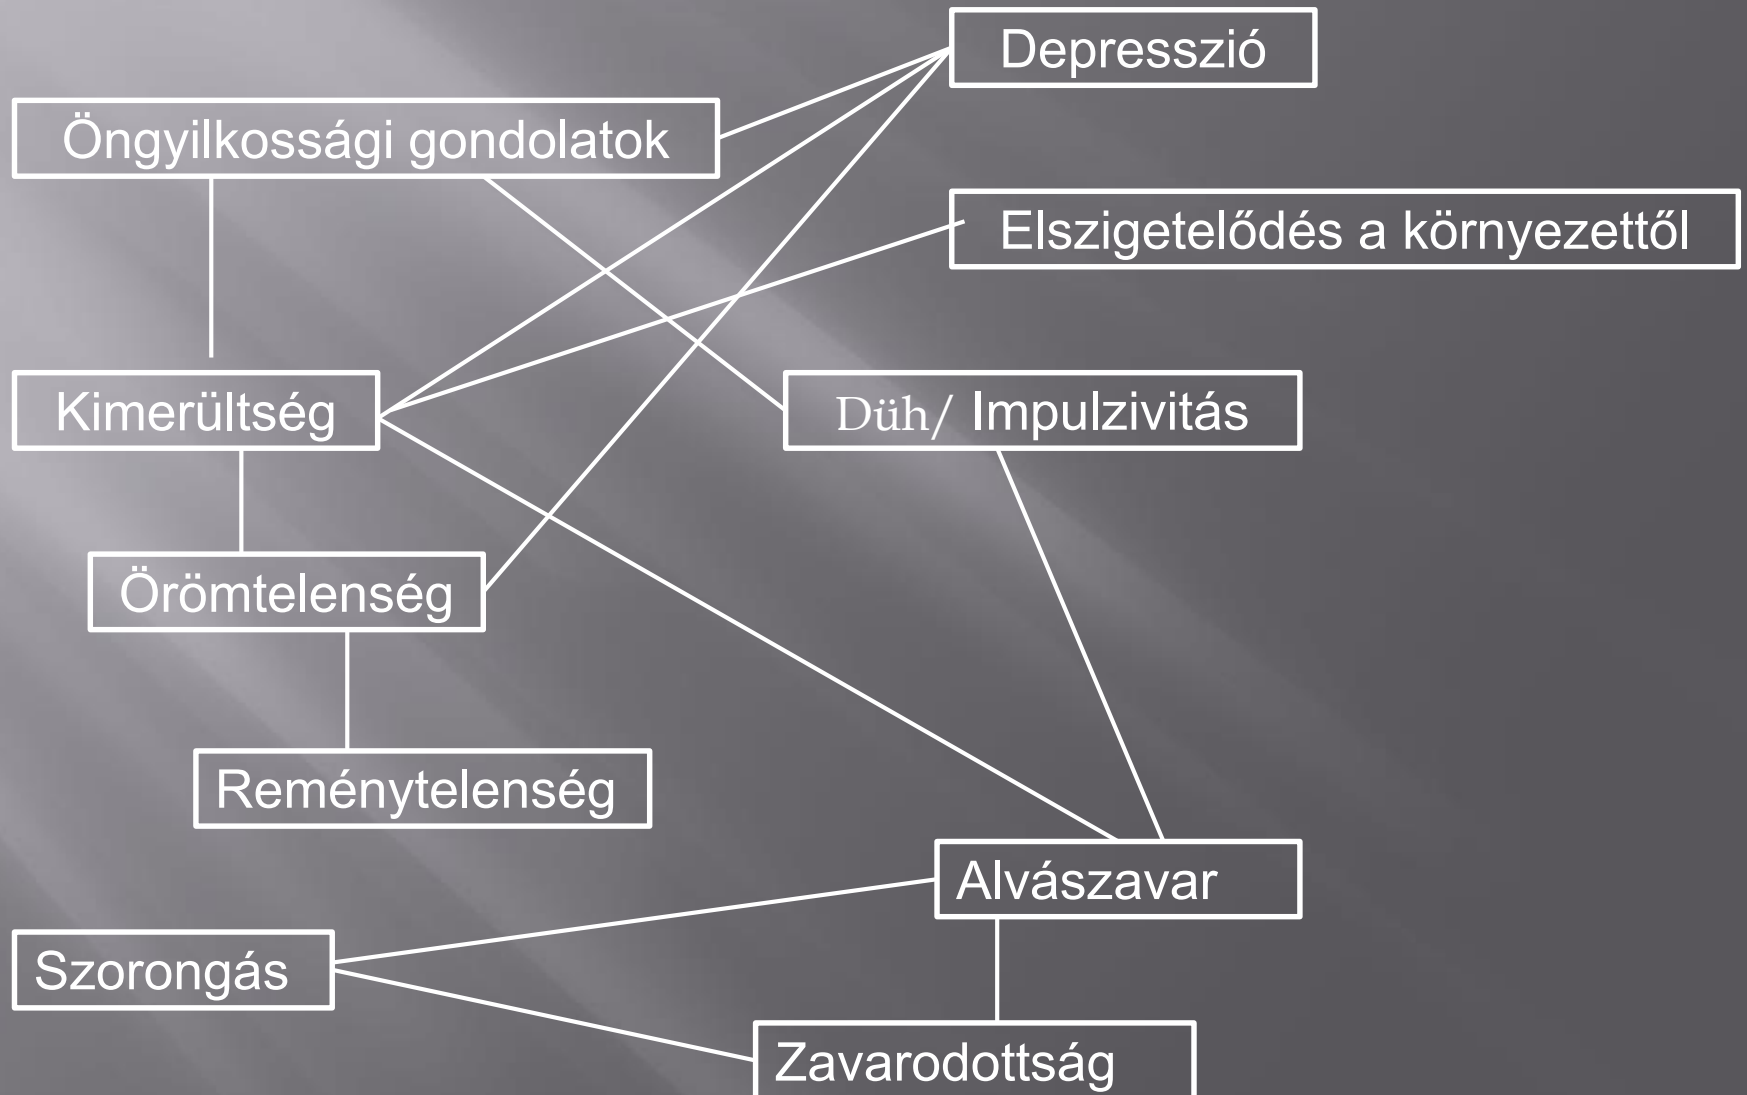 Depresszió
Öngyilkossági gondolatok
Elszigetelődés a környezettől
Kimerültség
Düh/ Impulzivitás
Örömtelenség
Reménytelenség
Alvászavar
Szorongás
Zavarodottság